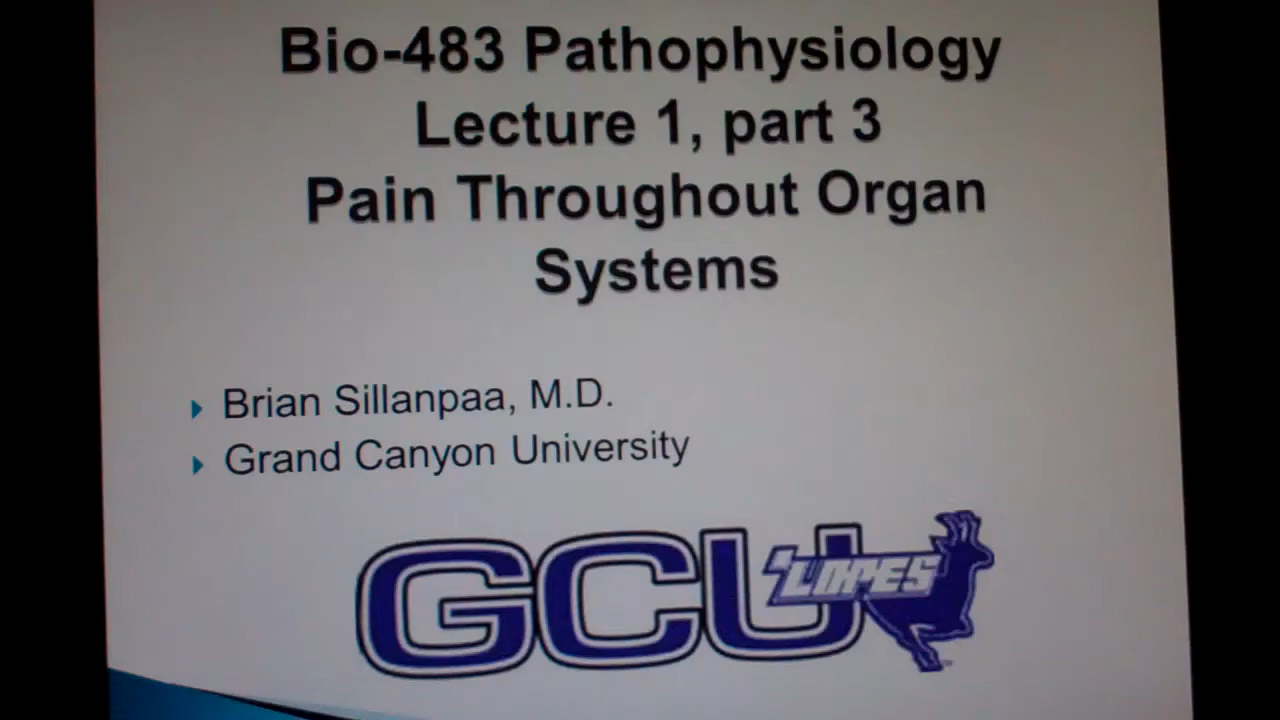 Bio-483 Pathophysiology
Lecture 1, part 3
Pain Throughout Organ
Systems
Brian Sillanpaa, M.D.
Grand Canyon University
GCU
'LOPES